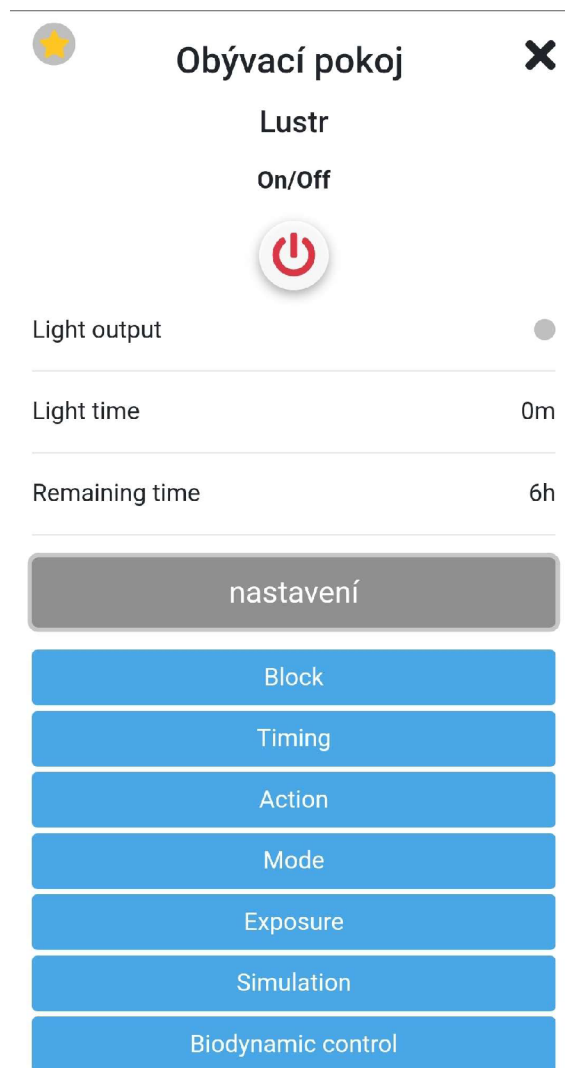 Obývací pokoj
Lustr
On/Off
Light output
Light time 0m
Remaining time 6h
nastavení
Block
Timing
Action
Mode
Exposure
Simulation
Biodynamic control